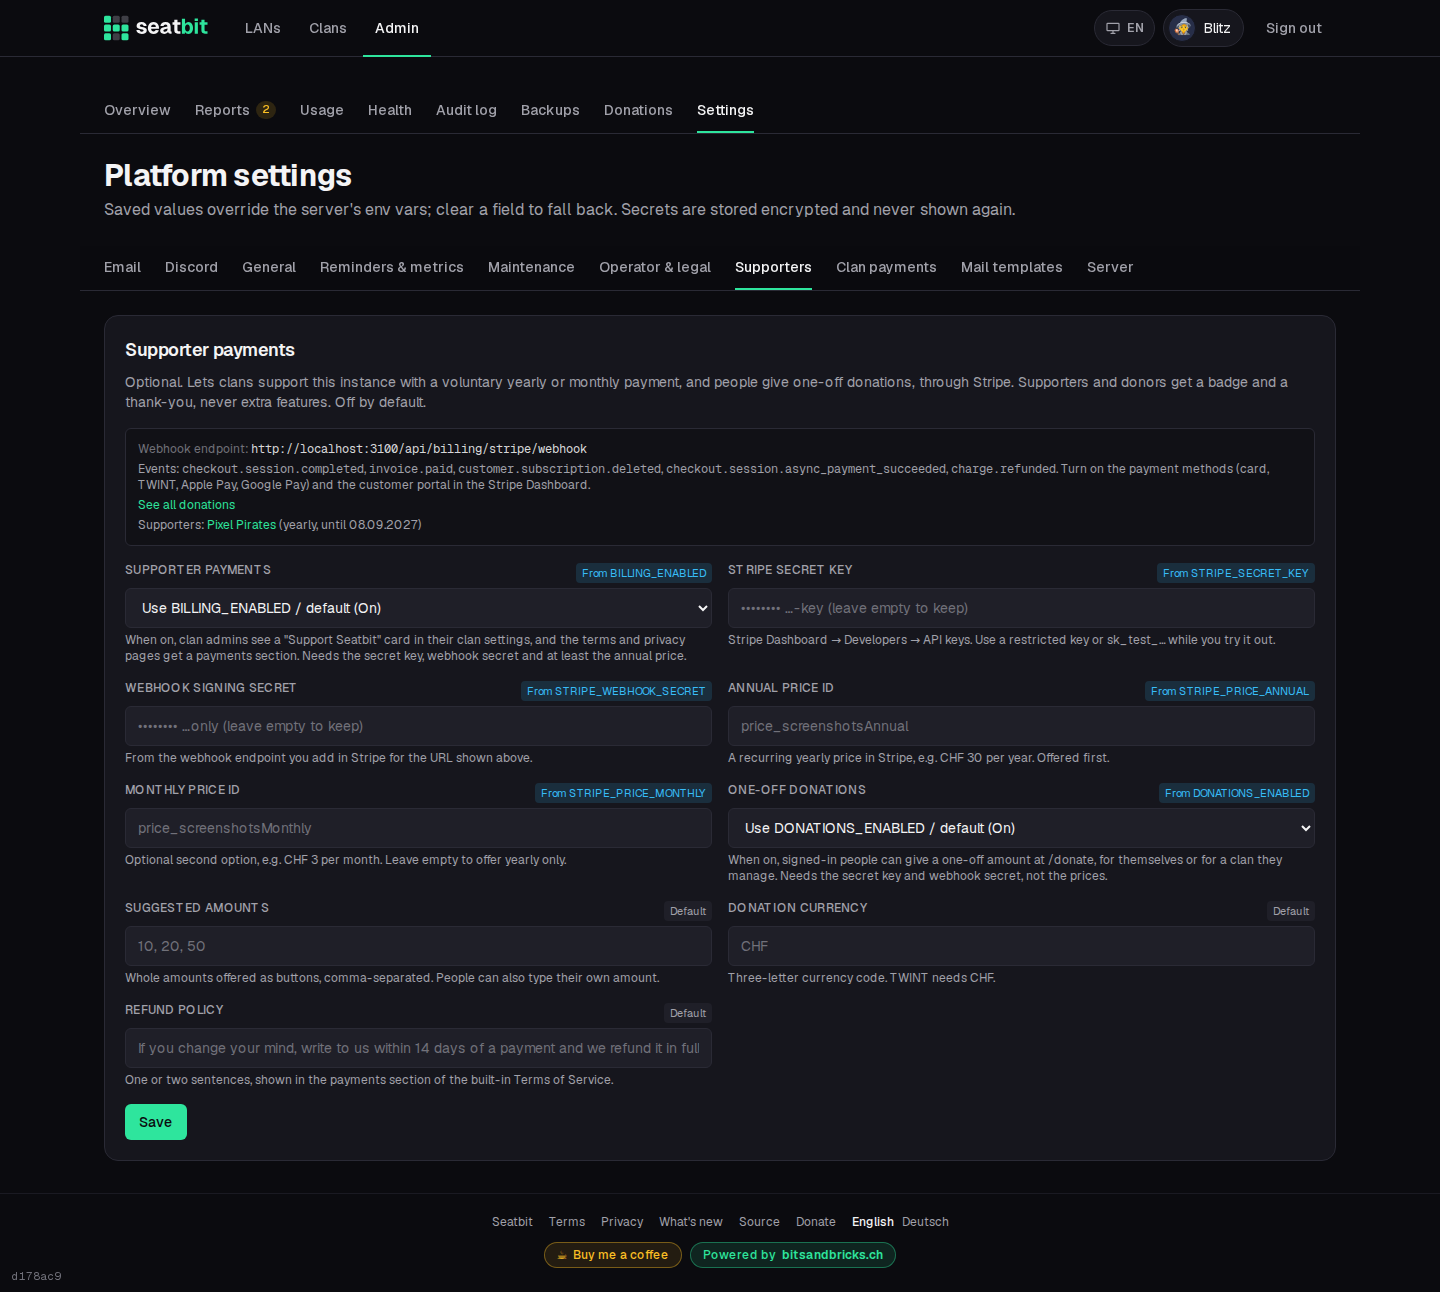 seatbit LANs Clans Admin EN Blitz Sign out
Overview Reports 2 Usage Health Audit log Backups Donations Settings
Platform settings
Saved values override the server's env vars; clear a field to fall back. Secrets are stored encrypted and never shown again.
Email Discord General Reminders & metrics Maintenance Operator & legal Supporters Clan payments Mail templates Server
Supporter payments
Optional. Lets clans support this instance with a voluntary yearly or monthly payment, and people give one-off donations, through Stripe. Supporters and donors get a badge and a
thank-you, never extra features. Off by default.
Webhook endpoint: http://localhost:3100/api/billing/stripe/webhook
Events: checkout.session.completed, invoice.paid, customer.subscription.deleted, checkout.session.async_payment_succeeded, charge.refunded. Turn on the payment methods (card,
TWINT, Apple Pay, Google Pay) and the customer portal in the Stripe Dashboard.
See all donations
Supporters: Pixel Pirates (yearly, until 08.09.2027)
SUPPORTER PAYMENTS From BILLING_ENABLED
Use BILLING_ENABLED / default (On)
When on, clan admins see a "Support Seatbit" card in their clan settings, and the terms and privacy
pages get a payments section. Needs the secret key, webhook secret and at least the annual price.
STRIPE SECRET KEY From STRIPE_SECRET_KEY
•••••••• …-key (leave empty to keep)
Stripe Dashboard → Developers → API keys. Use a restricted key or sk_test_… while you try it out.
WEBHOOK SIGNING SECRET From STRIPE_WEBHOOK_SECRET
•••••••• …only (leave empty to keep)
From the webhook endpoint you add in Stripe for the URL shown above.
ANNUAL PRICE ID From STRIPE_PRICE_ANNUAL
price_screenshotsAnnual
A recurring yearly price in Stripe, e.g. CHF 30 per year. Offered first.
MONTHLY PRICE ID From STRIPE_PRICE_MONTHLY
price_screenshotsMonthly
Optional second option, e.g. CHF 3 per month. Leave empty to offer yearly only.
ONE-OFF DONATIONS From DONATIONS_ENABLED
Use DONATIONS_ENABLED / default (On)
When on, signed-in people can give a one-off amount at /donate, for themselves or for a clan they
manage. Needs the secret key and webhook secret, not the prices.
SUGGESTED AMOUNTS Default
10, 20, 50
Whole amounts offered as buttons, comma-separated. People can also type their own amount.
DONATION CURRENCY Default
CHF
Three-letter currency code. TWINT needs CHF.
REFUND POLICY Default
If you change your mind, write to us within 14 days of a payment and we refund it in full
One or two sentences, shown in the payments section of the built-in Terms of Service.
Save
Seatbit Terms Privacy What's new Source Donate English Deutsch
Buy me a coffee Powered by bitsandbricks.ch
d178ac9